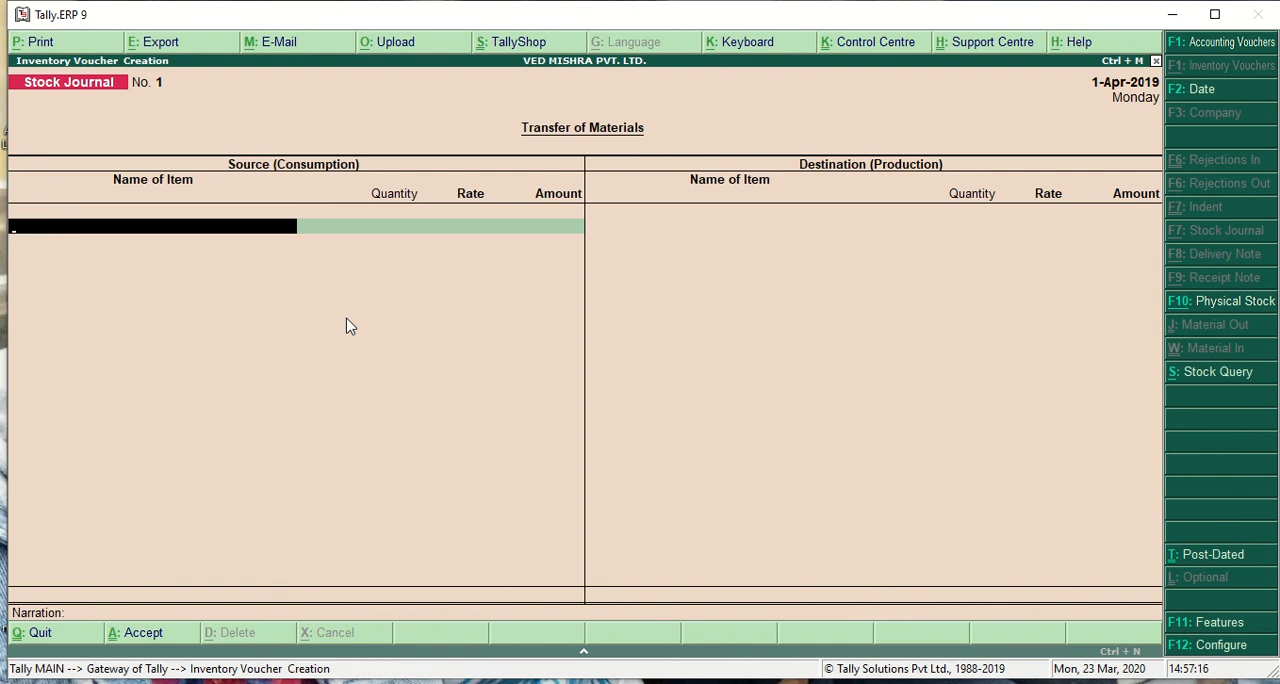 Tally.ERP 9
P: Print E: Export M: E-Mail O: Upload S: TallyShop G: Language K: Keyboard K: Control Centre H: Support Centre H: Help
Inventory Voucher Creation VED MISHRA PVT. LTD. Ctrl + M
Stock Journal No. 1 1-Apr-2019
Monday
Transfer of Materials
Source (Consumption) Destination (Production)
Name of Item Name of Item
Quantity Rate Amount Quantity Rate Amount
Narration:
Q: Quit A: Accept D: Delete X: Cancel
Ctrl + N
Tally MAIN --> Gateway of Tally --> Inventory Voucher Creation © Tally Solutions Pvt Ltd., 1988-2019 Mon, 23 Mar, 2020 14:57:16
F1: Accounting Vouchers
F1: Inventory Vouchers
F2: Date
F3: Company
F6: Rejections In
F6: Rejections Out
F7: Indent
F7: Stock Journal
F8: Delivery Note
F9: Receipt Note
F10: Physical Stock
J: Material Out
W: Material In
S: Stock Query
T: Post-Dated
L: Optional
F11: Features
F12: Configure